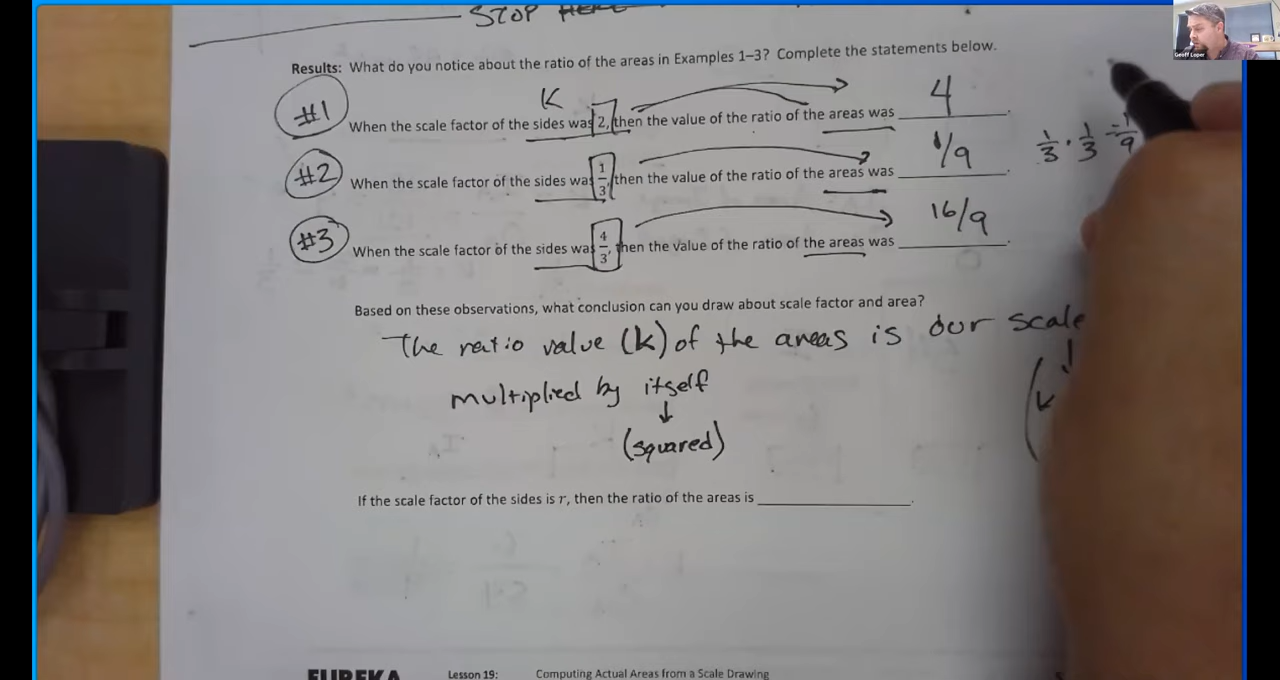 STOP HERE
Results: What do you notice about the ratio of the areas in Examples 1–3? Complete the statements below.
K
#1 When the scale factor of the sides was 2, then the value of the ratio of the areas was 4.
#2 When the scale factor of the sides was 1/3, then the value of the ratio of the areas was 1/9. 1/3 · 1/3 = 1/9
#3 When the scale factor of the sides was 4/3, then the value of the ratio of the areas was 16/9.
Based on these observations, what conclusion can you draw about scale factor and area?
The ratio value (k) of the areas is our scale
multiplied by itself
(k
(squared)
If the scale factor of the sides is r, then the ratio of the areas is ____________.
EUREKA Lesson 19: Computing Actual Areas from a Scale Drawing
Geoff Loper